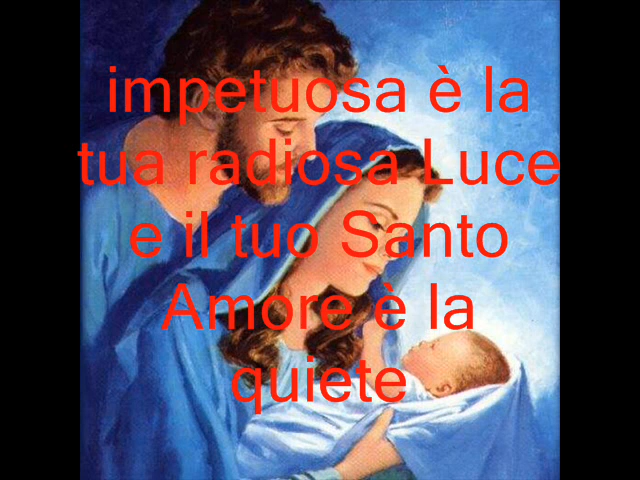 impetuosa è la
tua radiosa Luce
e il tuo Santo
Amore è la
quiete